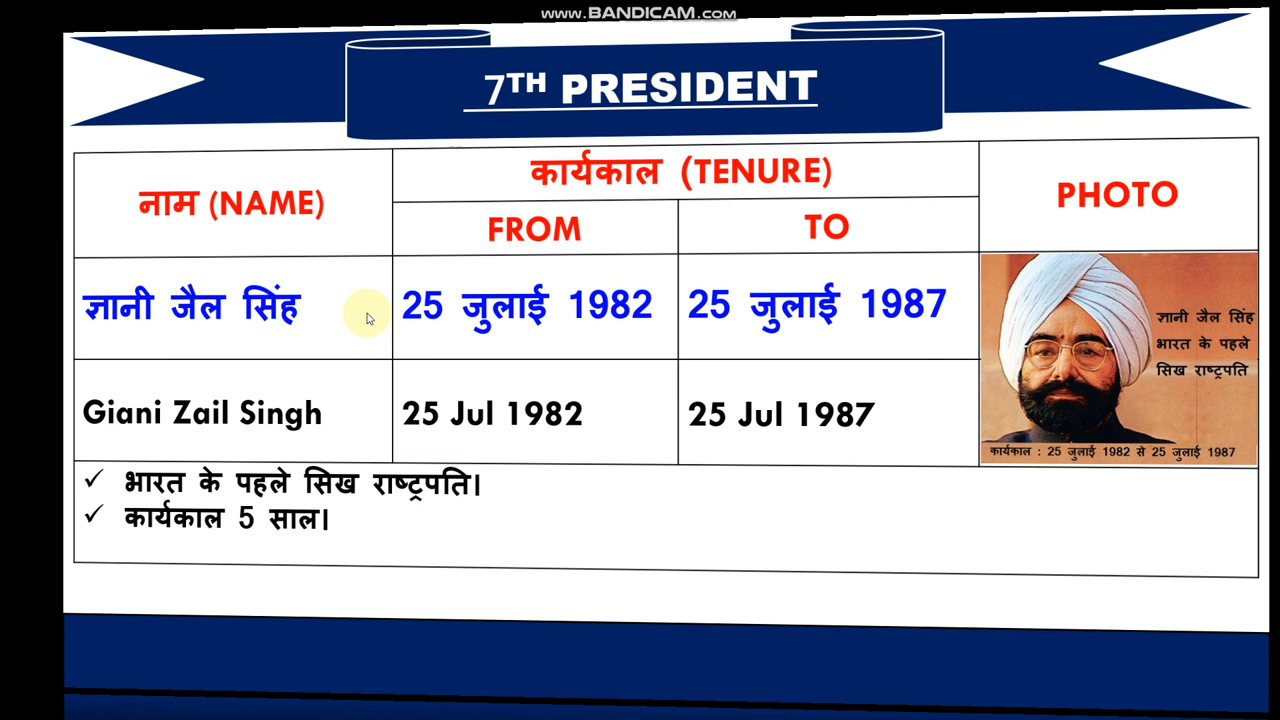 www.BANDICAM.com
7TH PRESIDENT
नाम (NAME)
कार्यकाल (TENURE)
PHOTO
FROM
TO
ज्ञानी जैल सिंह
25 जुलाई 1982
25 जुलाई 1987
ज्ञानी जैल सिंह
भारत के पहले
सिख राष्ट्रपति
Giani Zail Singh
25 Jul 1982
25 Jul 1987
कार्यकाल : 25 जुलाई 1982 से 25 जुलाई 1987
✓ भारत के पहले सिख राष्ट्रपति।
✓ कार्यकाल 5 साल।